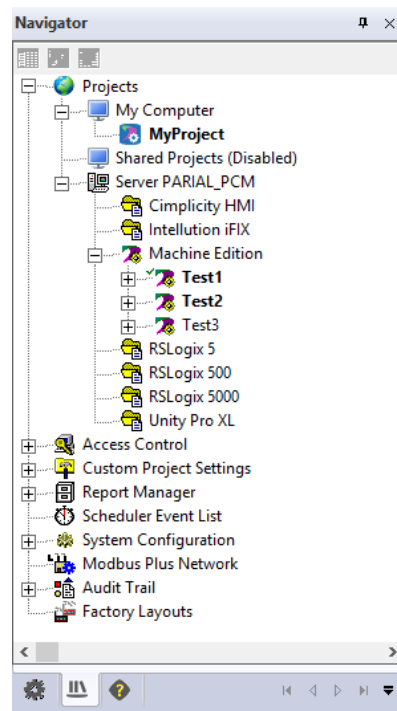 Navigator
Projects
My Computer
MyProject
Shared Projects (Disabled)
Server PARIAL_PCM
Cimplicity HMI
Intellution iFIX
Machine Edition
Test1
Test2
Test3
RSLogix 5
RSLogix 500
RSLogix 5000
Unity Pro XL
Access Control
Custom Project Settings
Report Manager
Scheduler Event List
System Configuration
Modbus Plus Network
Audit Trail
Factory Layouts